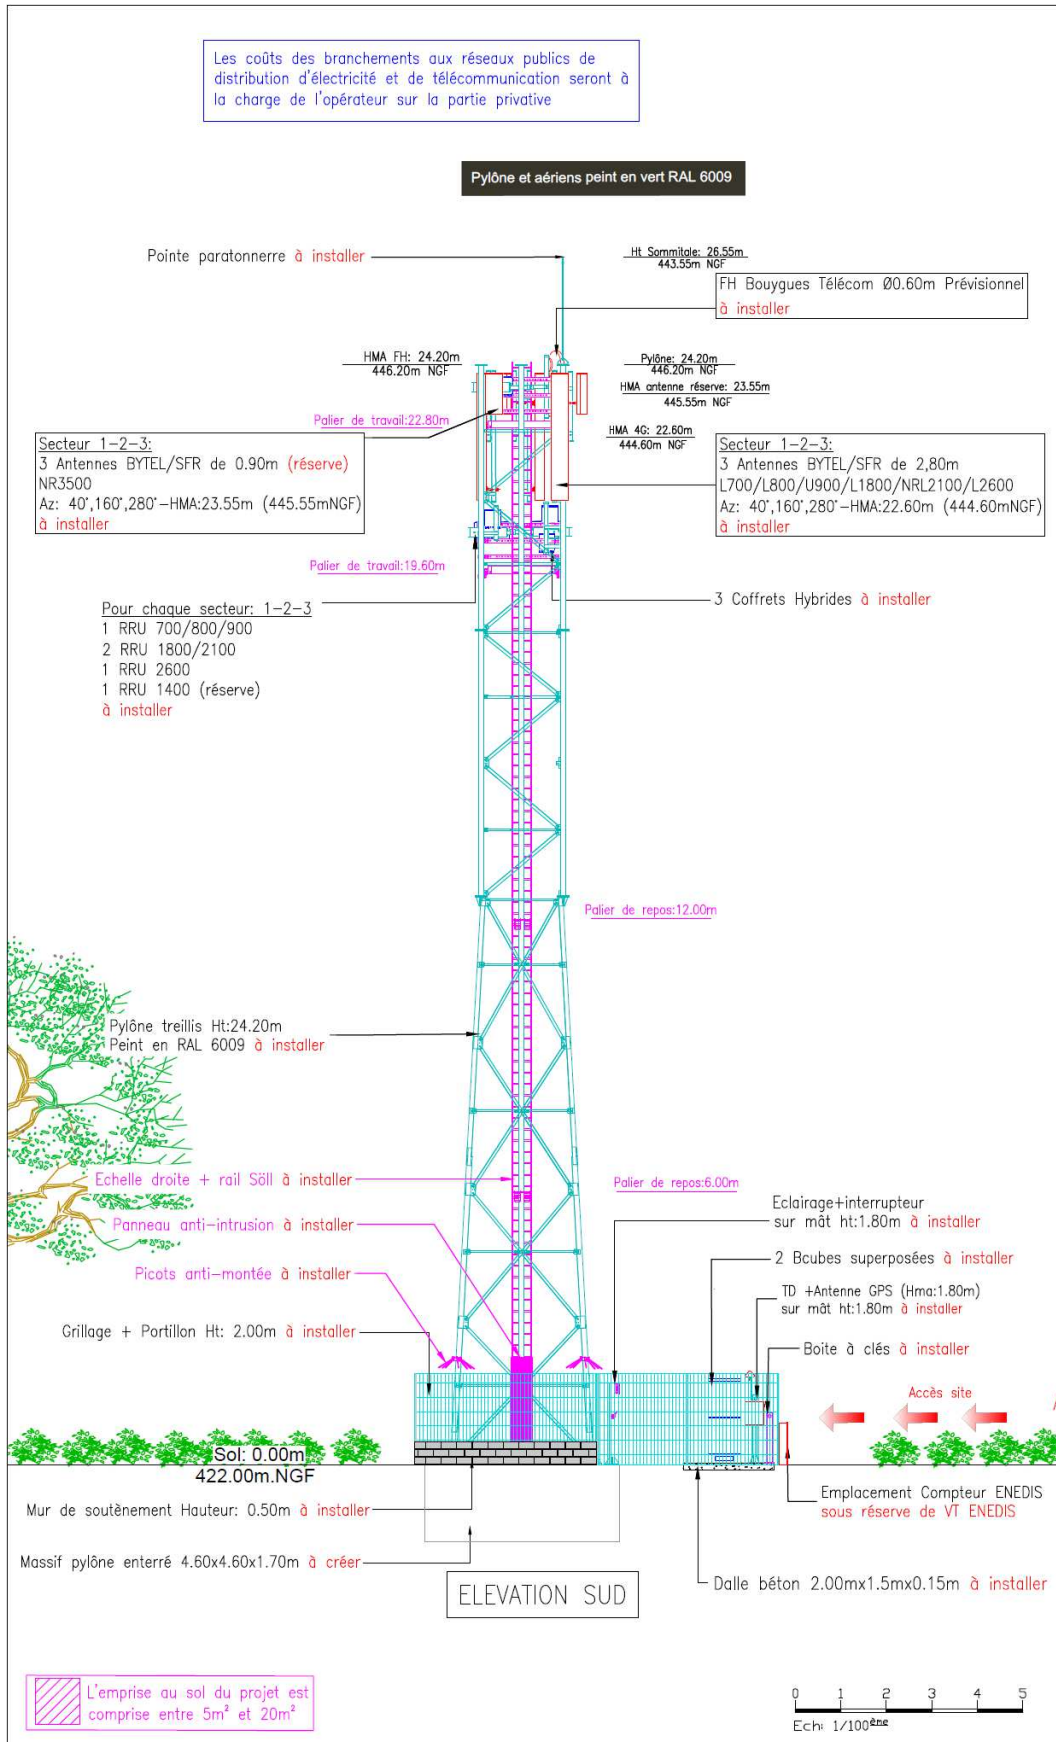 Les coûts des branchements aux réseaux publics de
distribution d'électricité et de télécommunication seront à
la charge de l'opérateur sur la partie privative
Pylône et aériens peint en vert RAL 6009
Pointe paratonnerre à installer
Ht Sommitale: 26.55m
443.55m NGF
FH Bouygues Télécom Ø0.60m Prévisionnel
à installer
HMA FH: 24.20m
446.20m NGF
Pylône: 24.20m
446.20m NGF
HMA antenne réserve: 23.55m
445.55m NGF
Palier de travail:22.80m
HMA 4G: 22.60m
444.60m NGF
Secteur 1-2-3:
3 Antennes BYTEL/SFR de 0.90m (réserve)
NR3500
Az: 40°,160°,280°-HMA:23.55m (445.55mNGF)
à installer
Secteur 1-2-3:
3 Antennes BYTEL/SFR de 2,80m
L700/L800/U900/L1800/NRL2100/L2600
Az: 40°,160°,280°-HMA:22.60m (444.60mNGF)
à installer
Palier de travail:19.60m
Pour chaque secteur: 1-2-3
1 RRU 700/800/900
2 RRU 1800/2100
1 RRU 2600
1 RRU 1400 (réserve)
à installer
3 Coffrets Hybrides à installer
Palier de repos:12.00m
Pylône treillis Ht:24.20m
Peint en RAL 6009 à installer
Echelle droite + rail Söll à installer
Palier de repos:6.00m
Panneau anti-intrusion à installer
Eclairage+interrupteur
sur mât ht:1.80m à installer
Picots anti-montée à installer
2 Bcubes superposées à installer
TD +Antenne GPS (Hma:1.80m)
sur mât ht:1.80m à installer
Grillage + Portillon Ht: 2.00m à installer
Boite à clés à installer
Accès site
A
Sol: 0.00m
422.00m.NGF
Mur de soutènement Hauteur: 0.50m à installer
Emplacement Compteur ENEDIS
sous réserve de VT ENEDIS
Massif pylône enterré 4.60x4.60x1.70m à créer
Dalle béton 2.00mx1.5mx0.15m à installer
ELEVATION SUD
L'emprise au sol du projet est
comprise entre 5m² et 20m²
0 1 2 3 4 5
Ech: 1/100ème